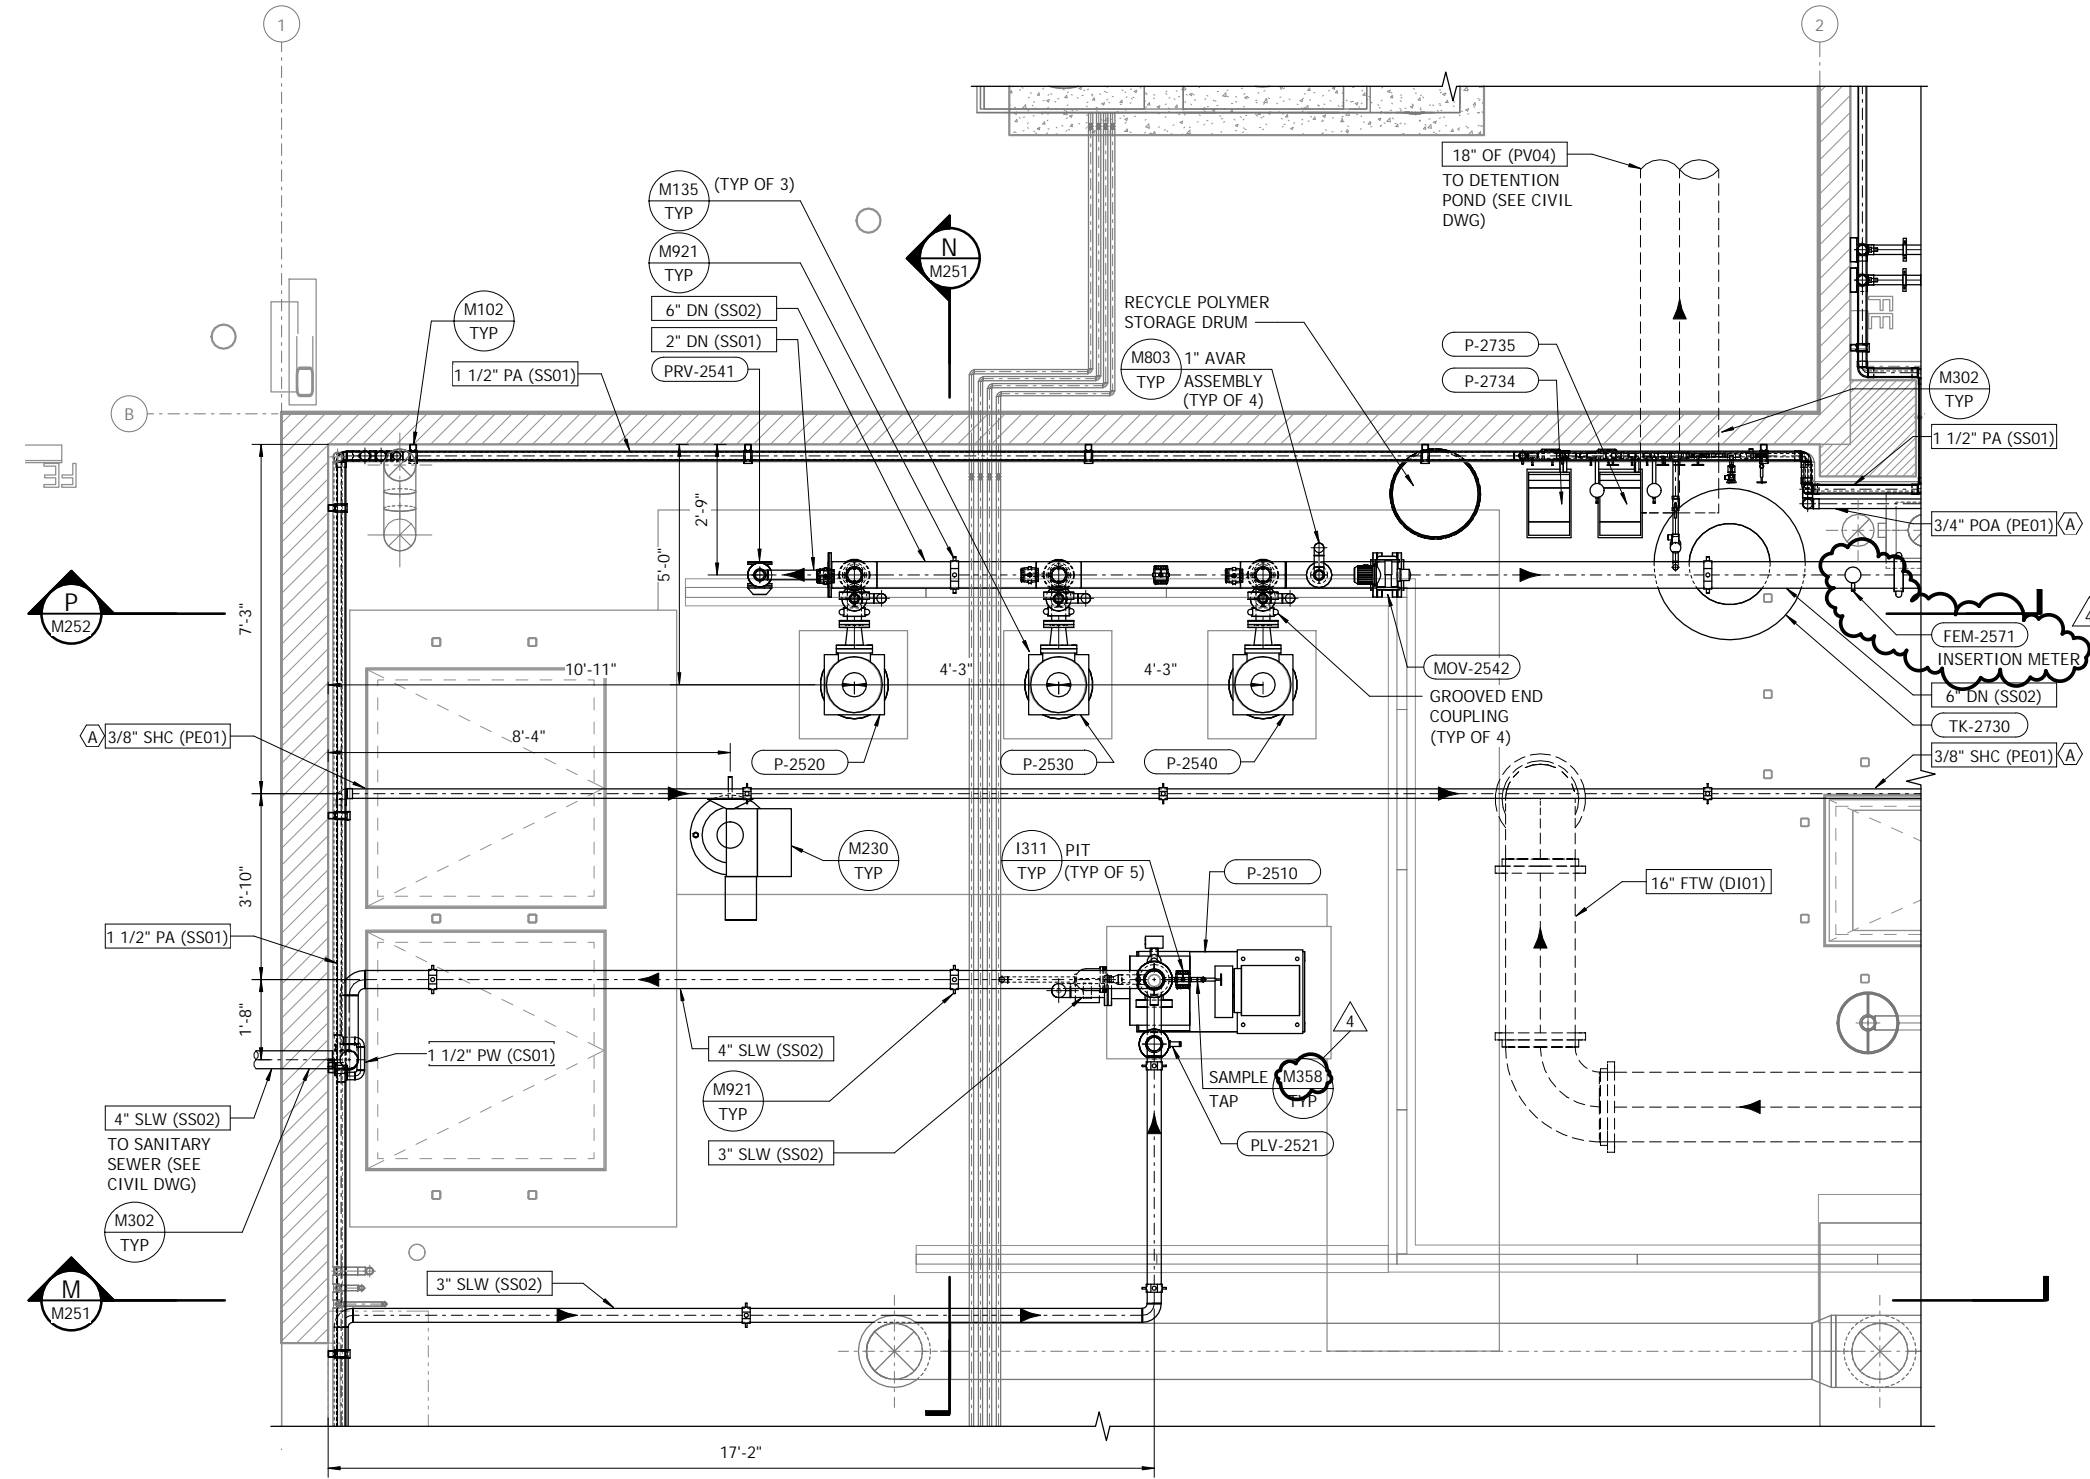 1
2
18" OF (PV04)
TO DETENTION
POND (SEE CIVIL
DWG)
M135
TYP
(TYP OF 3)
M921
TYP
N
M251
6" DN (SS02)
2" DN (SS01)
PRV-2541
M102
TYP
1 1/2" PA (SS01)
RECYCLE POLYMER
STORAGE DRUM
M803
TYP
1" AVAR
ASSEMBLY
(TYP OF 4)
P-2735
P-2734
FE
M302
TYP
B
1 1/2" PA (SS01)
FE
2'-9"
5'-0"
7'-3"
3/4" POA (PE01)
A
P
M252
4
FEM-2571
INSERTION METER
10'-11"
4'-3"
4'-3"
MOV-2542
6" DN (SS02)
GROOVED END
COUPLING
(TYP OF 4)
TK-2730
A
3/8" SHC (PE01)
8'-4"
P-2520
P-2530
P-2540
3/8" SHC (PE01)
A
M230
TYP
I311
TYP
PIT
(TYP OF 5)
P-2510
16" FTW (DI01)
3'-10"
1 1/2" PA (SS01)
1'-8"
1 1/2" PW (CS01)
4" SLW (SS02)
4
M921
TYP
SAMPLE
TAP
M358
TYP
4" SLW (SS02)
TO SANITARY
SEWER (SEE
CIVIL DWG)
3" SLW (SS02)
PLV-2521
M302
TYP
M
M251
3" SLW (SS02)
17'-2"